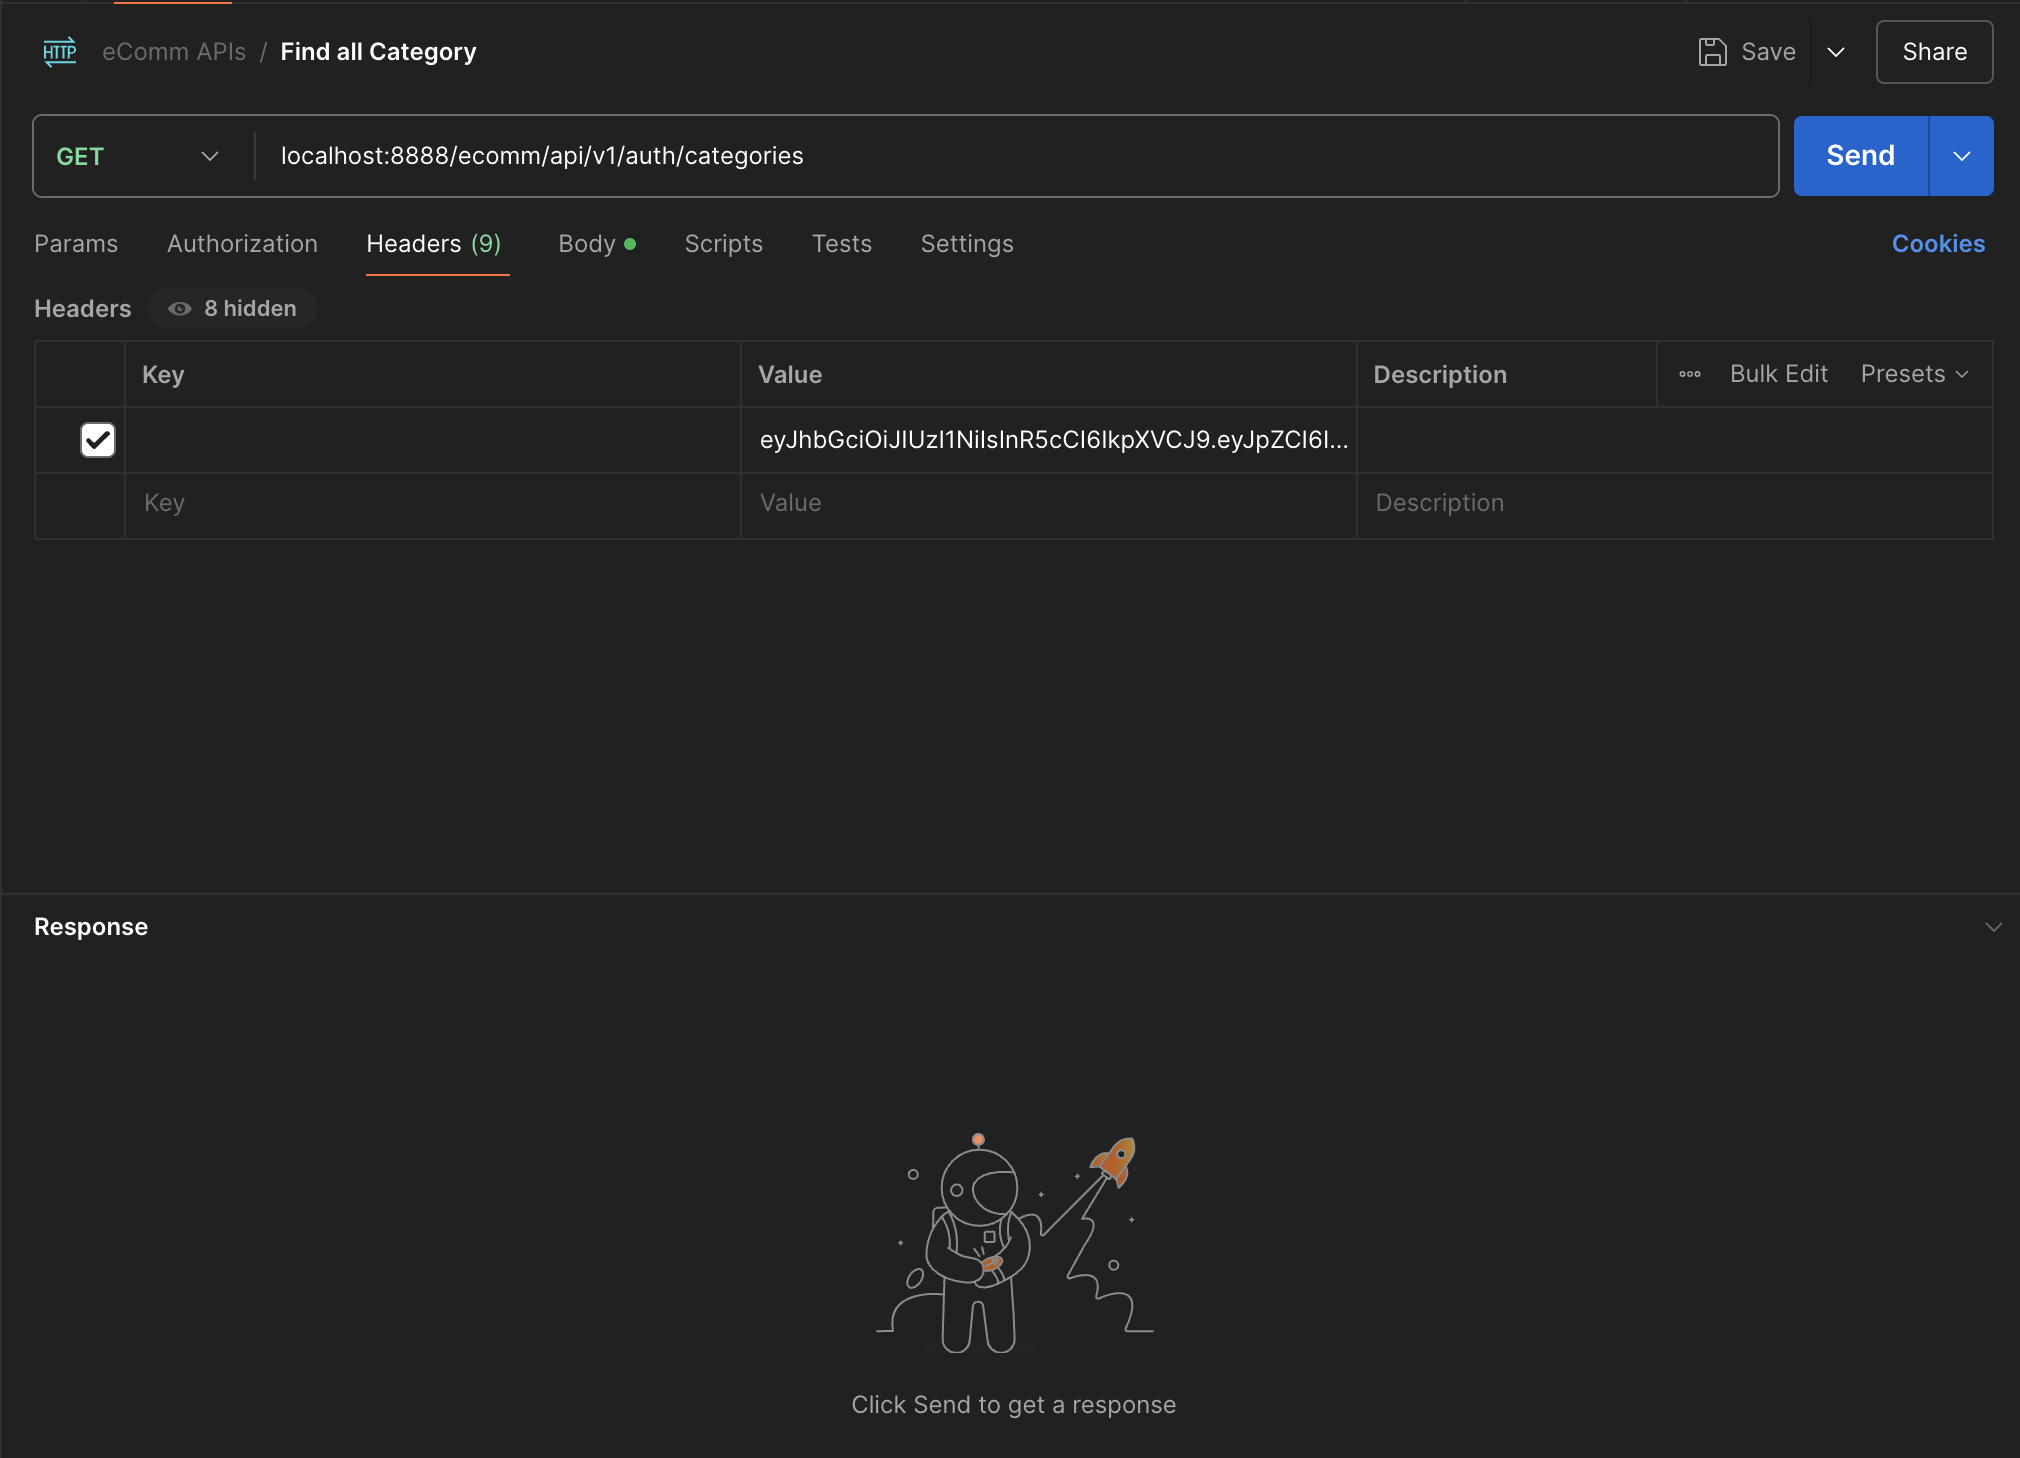 HTTP eComm APIs / Find all Category Save Share
GET localhost:8888/ecomm/api/v1/auth/categories Send
Params Authorization Headers (9) Body Scripts Tests Settings Cookies
Headers 8 hidden
Key Value Description Bulk Edit Presets
eyJhbGciOiJIUzI1NiIsInR5cCI6IkpXVCJ9.eyJpZCI6I...
Key Value Description
Response
Click Send to get a response